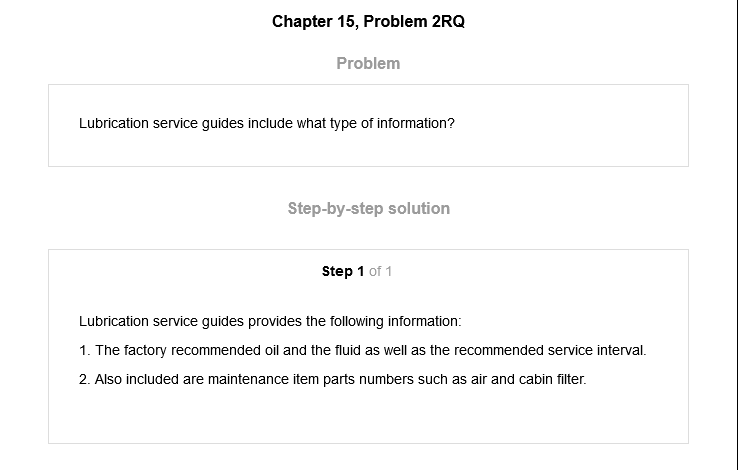 Chapter 15, Problem 2RQ
Problem
Lubrication service guides include what type of information?
Step-by-step solution
Step 1 of 1
Lubrication service guides provides the following information:
1. The factory recommended oil and the fluid as well as the recommended service interval.
2. Also included are maintenance item parts numbers such as air and cabin filter.